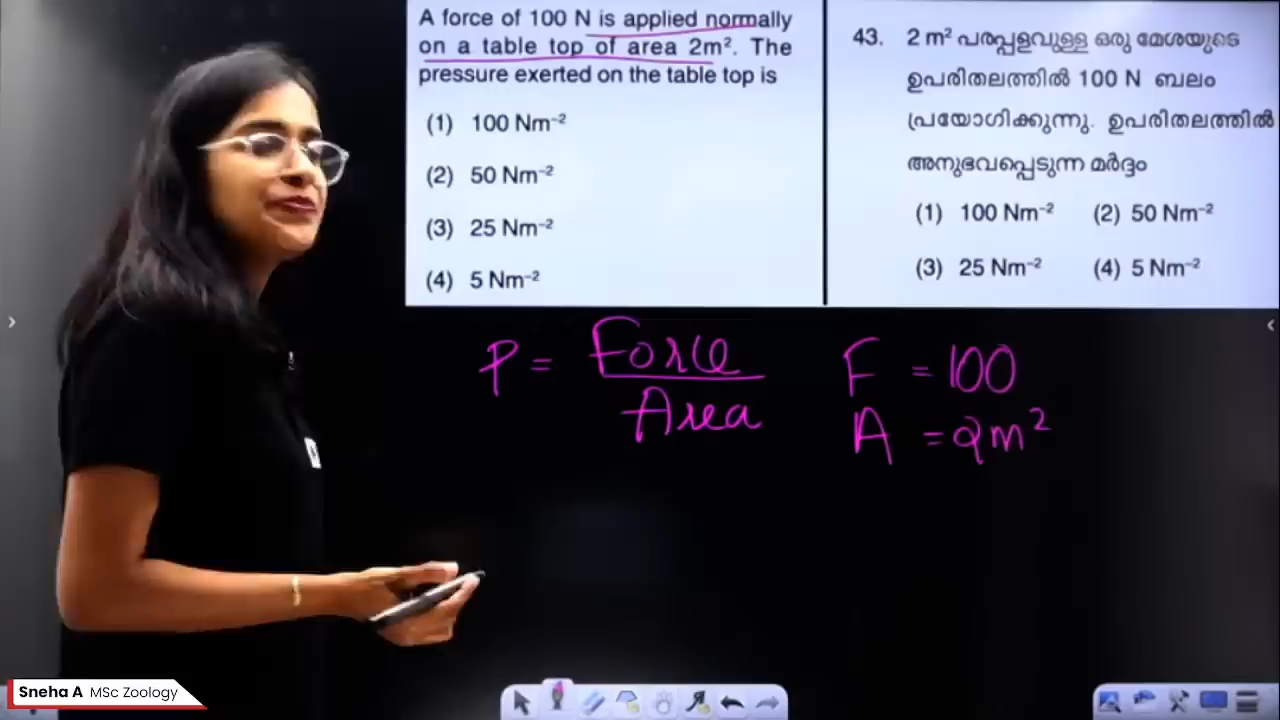 A force of 100 N is applied normally
on a table top of area 2m². The
pressure exerted on the table top is
(1) 100 Nm⁻²
(2) 50 Nm⁻²
(3) 25 Nm⁻²
(4) 5 Nm⁻²
43. 2 m² പരപ്പളവുള്ള ഒരു മേശയുടെ
ഉപരിതലത്തിൽ 100 N ബലം
പ്രയോഗിക്കുന്നു. ഉപരിതലത്തിൽ
അനുഭവപ്പെടുന്ന മർദ്ദം
(1) 100 Nm⁻² (2) 50 Nm⁻²
(3) 25 Nm⁻² (4) 5 Nm⁻²
P = Force / Area
F = 100
A = 2m²
Sneha A MSc Zoology